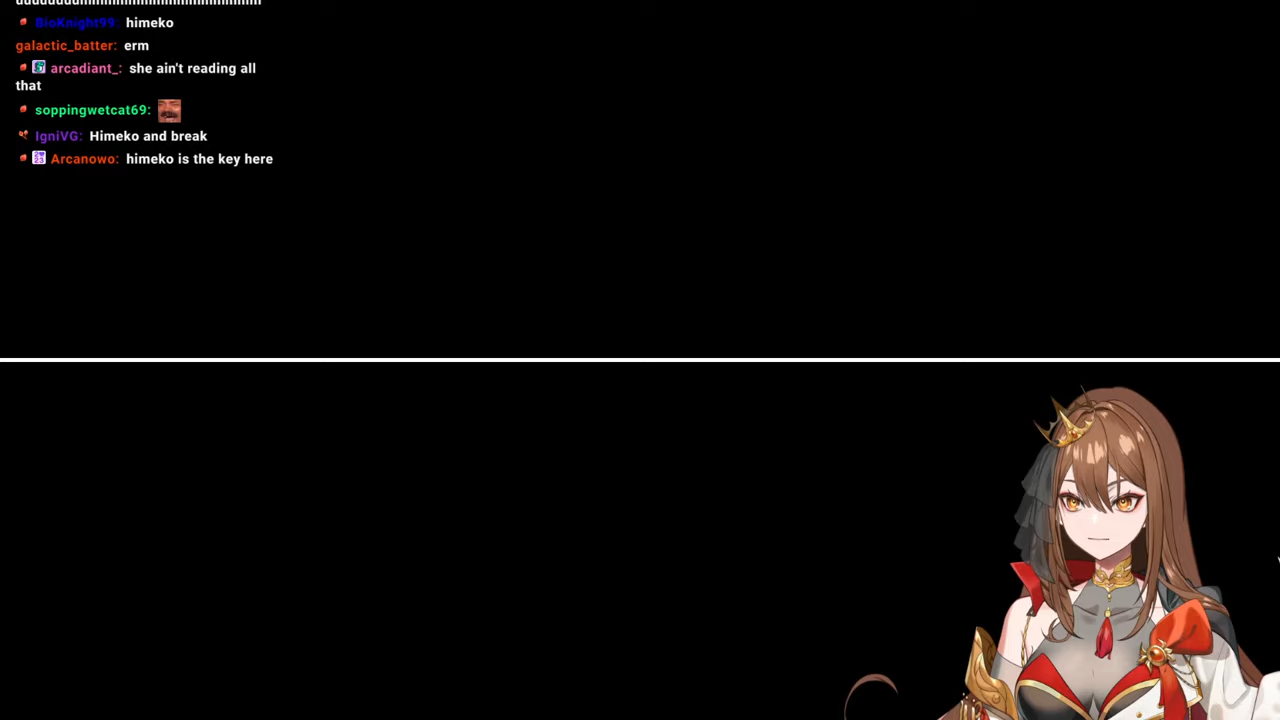 BioKnight99: himeko
galactic_batter: erm
arcadiant_: she ain't reading all
that
soppingwetcat69:
IgniVG: Himeko and break
Arcanowo: himeko is the key here